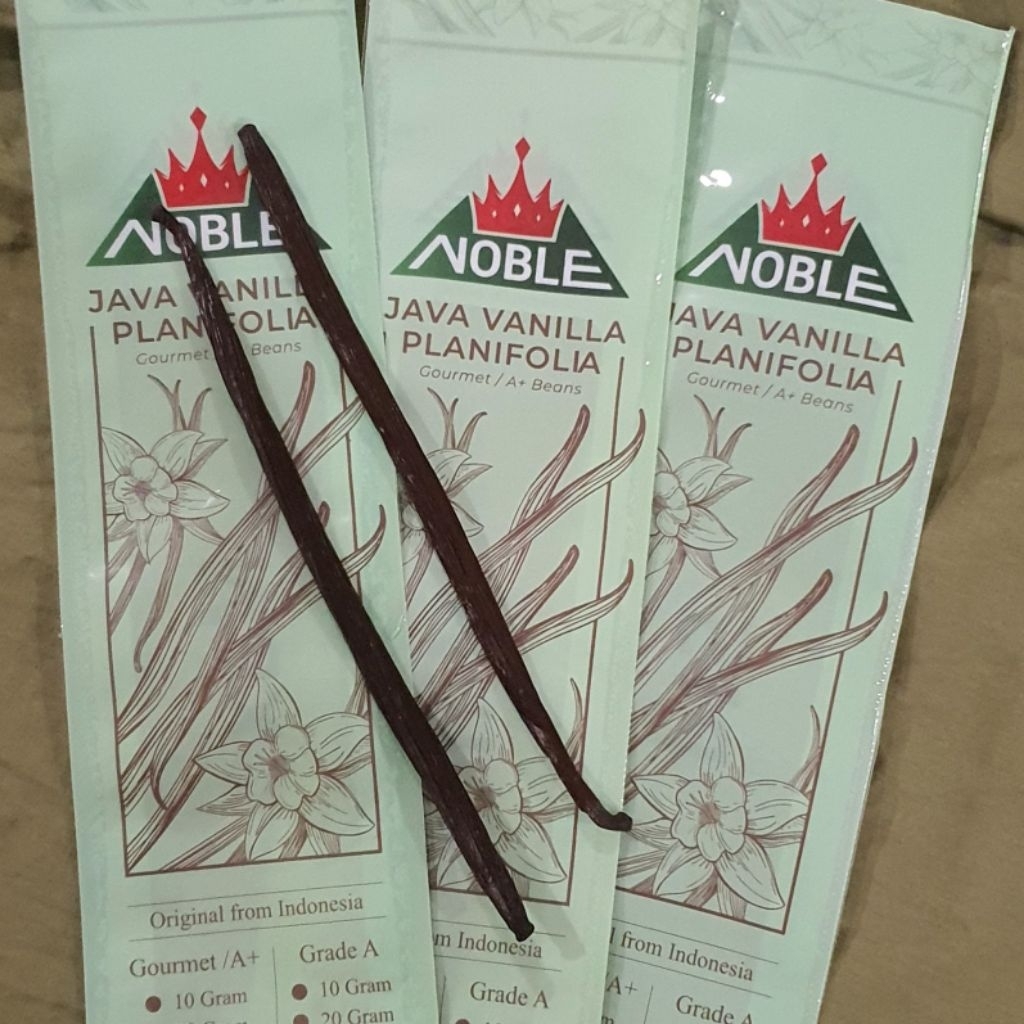 NOBLE
JAVA VANILLA
PLANIFOLIA
Gourmet Beans
Original from Indonesia
Gourmet /A+
10 Gram
Grade A
10 Gram
20 Gram
NOBLE
JAVA VANILLA
PLANIFOLIA
Gourmet / A+ Beans
Indonesia
Grade A
NOBLE
JAVA VANILLA
PLANIFOLIA
Gourmet / A+ Beans
from Indonesia
A+
Grade A